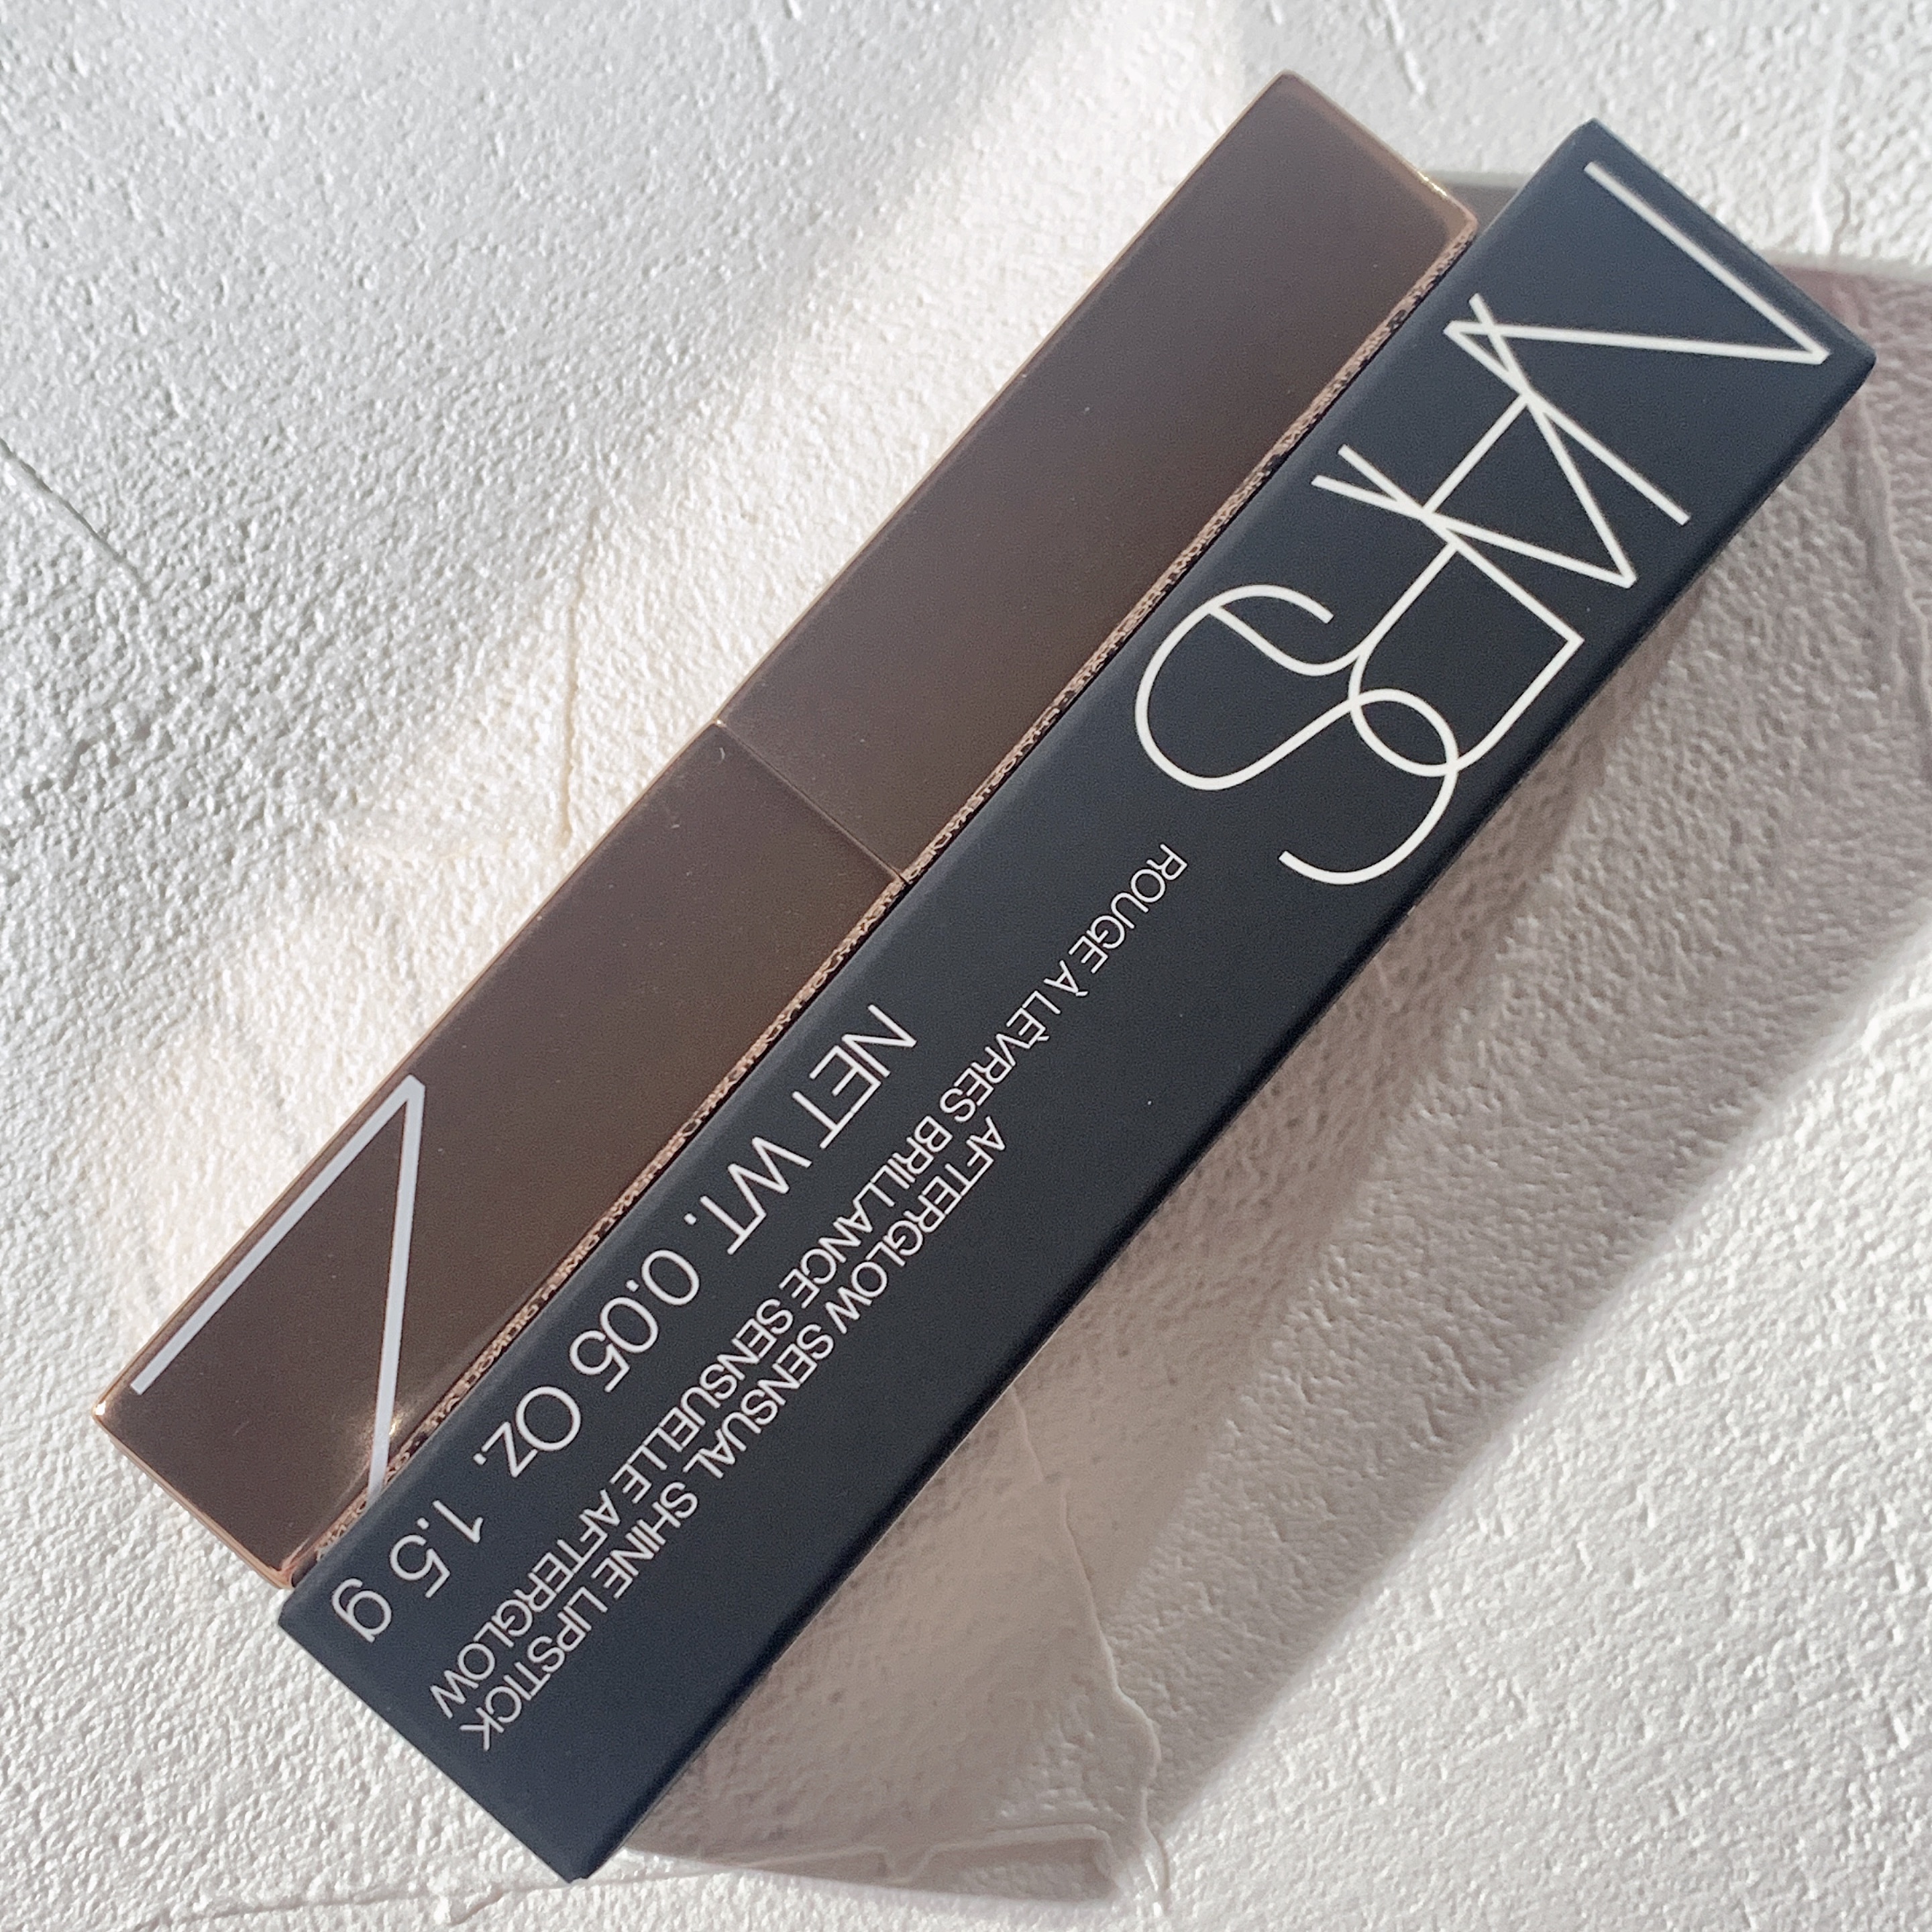 NARS
AFTERGLOW SENSUAL SHINE LIPSTICK
ROUGE À LÈVRES BRILLANCE SENSUELLE AFTERGLOW
NET WT. 0.05 Oz. 1.5 g
N